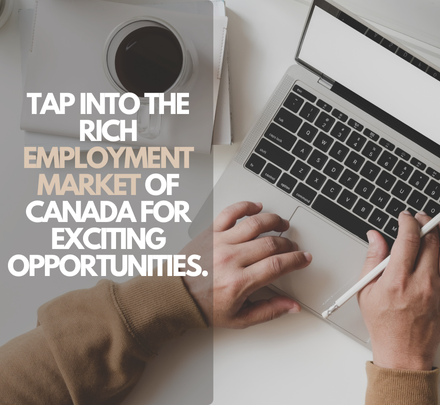 TAP INTO THE
RICH
EMPLOYMENT
MARKET OF
CANADA FOR
EXCITING
OPPORTUNITIES.